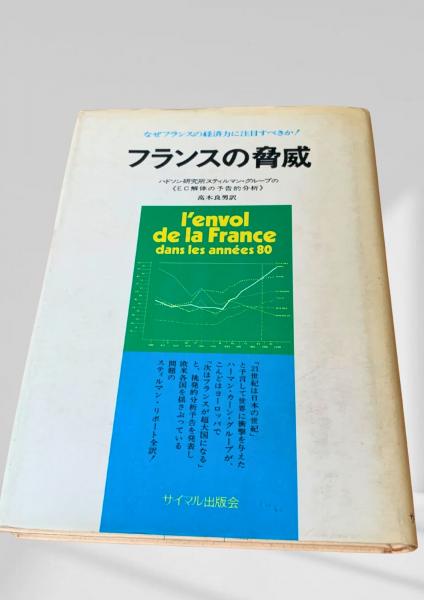 なぜフランスの経済力に注目すべきか！
フランスの脅威
ハドソン研究所スティルマン・グループの
《EC解体の予告的分析》
高木良男訳
l'envol
de la France
dans les années 80
「21世紀は日本の世紀」
と予言して世界に衝撃を与えた
ハーマン・カーン・グループが、
こんどはヨーロッパで
「次はフランスが超大国になる」
と、挑発的分析予告を発表し
欧米各国を揺さぶっている
問題の
スティルマン・リポート全訳！
サイマル出版会